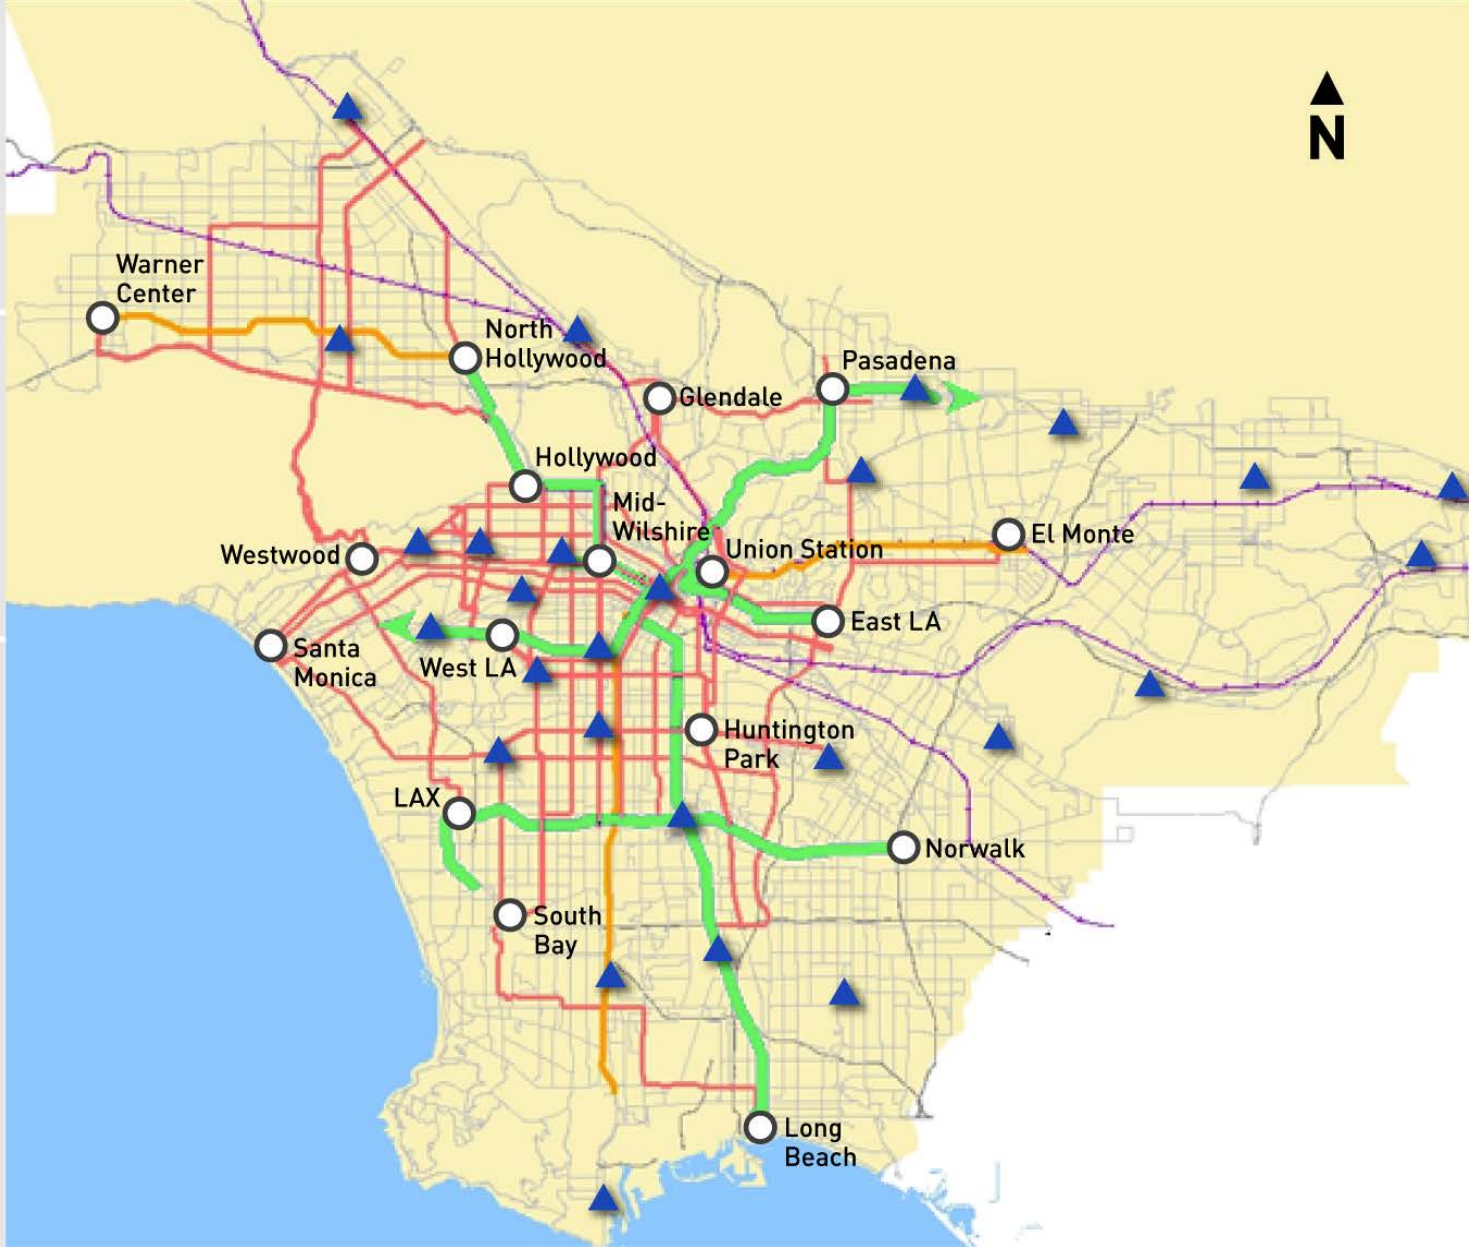 N
Warner
Center
North
Hollywood
Pasadena
Glendale
Hollywood
Mid-
Wilshire
Westwood
Union Station
El Monte
East LA
Santa
Monica
West LA
Huntington
Park
LAX
Norwalk
South
Bay
Long
Beach